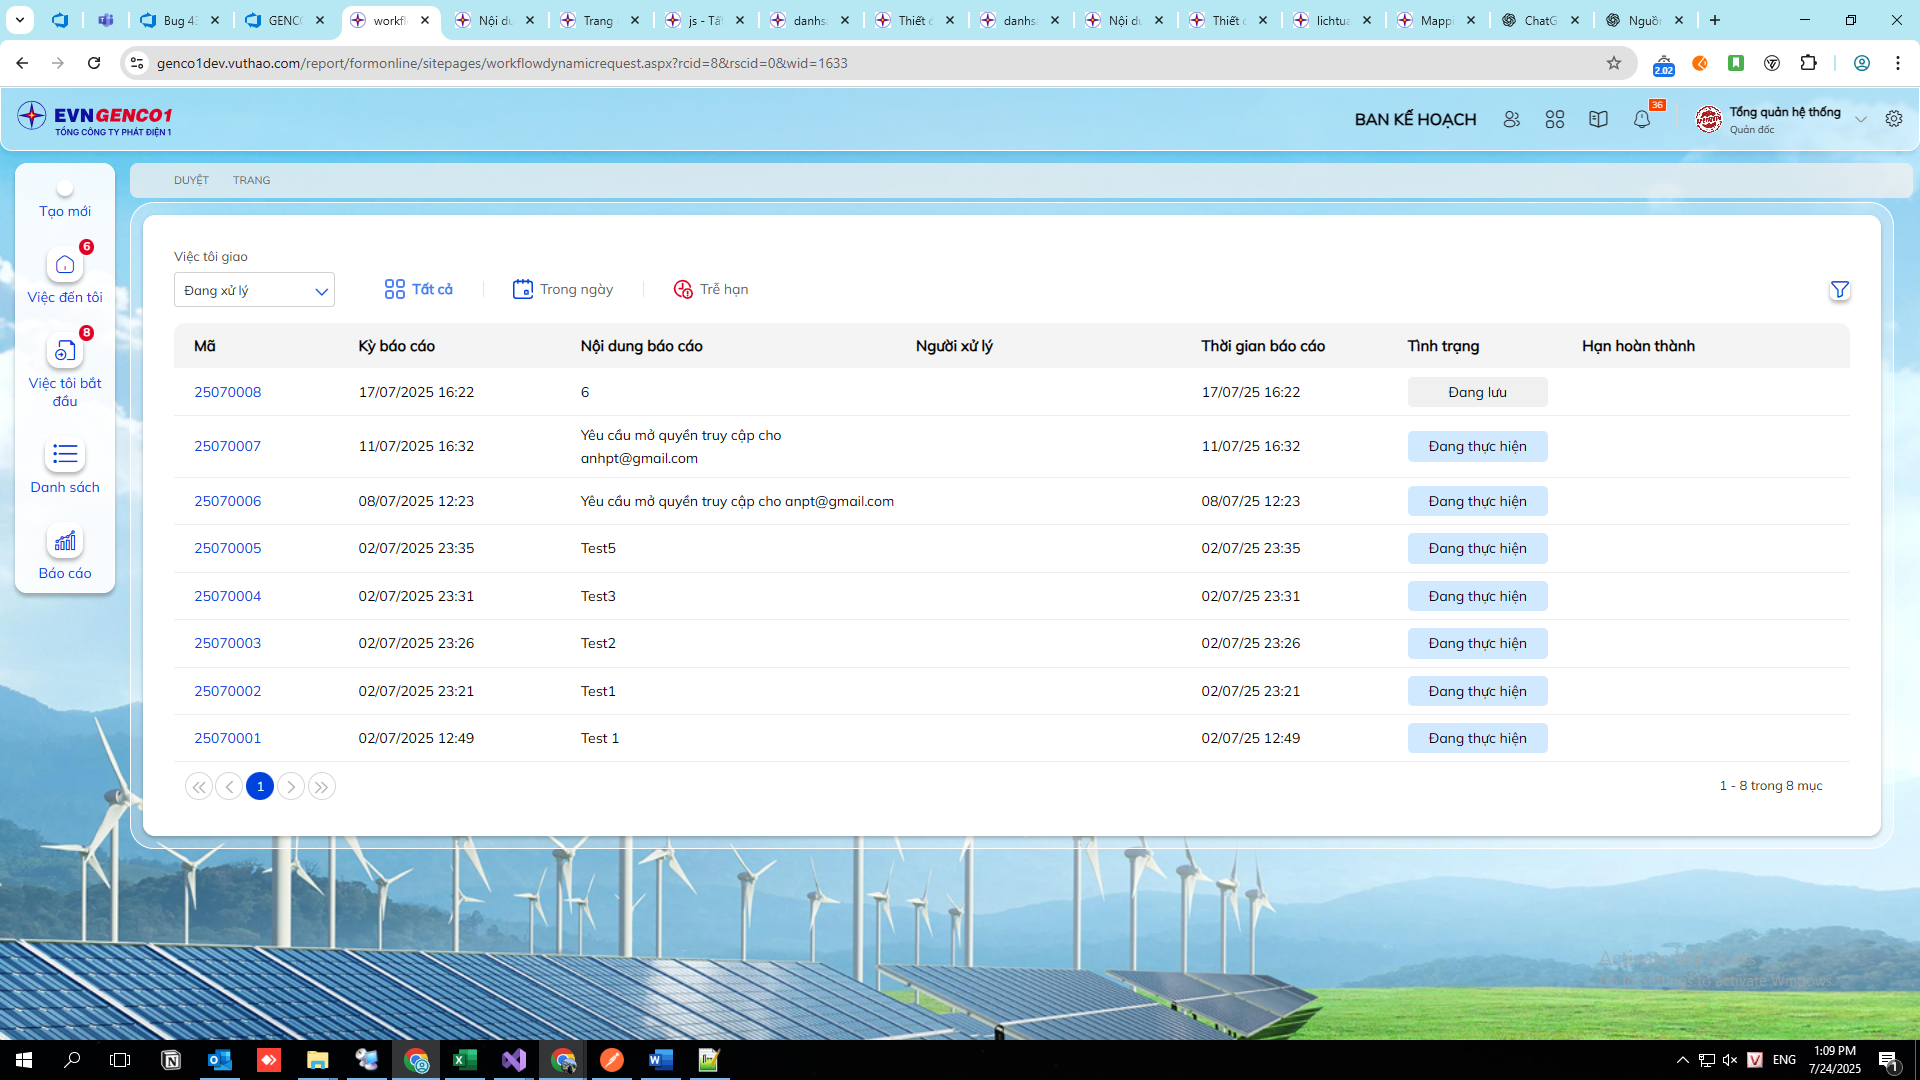 Bug 43
GENCO
workfl
Nội du
Trang
js - Tất
danhsa
Thiết
danhsa
Nội du
Thiết
lichtua
Mappi
ChatG
Nguồn
genco1dev.vuthao.com/report/formonline/sitepages/workflowdynamicrequest.aspx?rcid=8&rscid=0&wid=1633
2.02
EVNGENCO1
TỔNG CÔNG TY PHÁT ĐIỆN 1
BAN KẾ HOẠCH
36
Tổng quản hệ thống
Quản đốc
Tạo mới
6
Việc đến tôi
8
Việc tôi bắt
đầu
Danh sách
Báo cáo
DUYỆT TRANG
Việc tôi giao
Đang xử lý Tất cả Trong ngày Trễ hạn
Mã Kỳ báo cáo Nội dung báo cáo Người xử lý Thời gian báo cáo Tình trạng Hạn hoàn thành
25070008 17/07/2025 16:22 6 17/07/25 16:22 Đang lưu
25070007 11/07/2025 16:32 Yêu cầu mở quyền truy cập cho
anhpt@gmail.com 11/07/25 16:32 Đang thực hiện
25070006 08/07/2025 12:23 Yêu cầu mở quyền truy cập cho anpt@gmail.com 08/07/25 12:23 Đang thực hiện
25070005 02/07/2025 23:35 Test5 02/07/25 23:35 Đang thực hiện
25070004 02/07/2025 23:31 Test3 02/07/25 23:31 Đang thực hiện
25070003 02/07/2025 23:26 Test2 02/07/25 23:26 Đang thực hiện
25070002 02/07/2025 23:21 Test1 02/07/25 23:21 Đang thực hiện
25070001 02/07/2025 12:49 Test 1 02/07/25 12:49 Đang thực hiện
1
1 - 8 trong 8 mục
Activate Windows
Go to Settings to activate Windows.
ENG
1:09 PM
7/24/2025
1